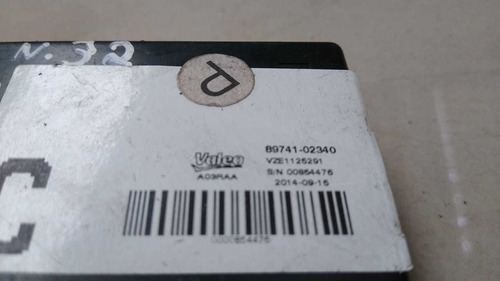 N. 32
P
Valeo
A03RAA
89741-02340
VZE1125291
S/N 00854476
2014-09-15
0000854476
C